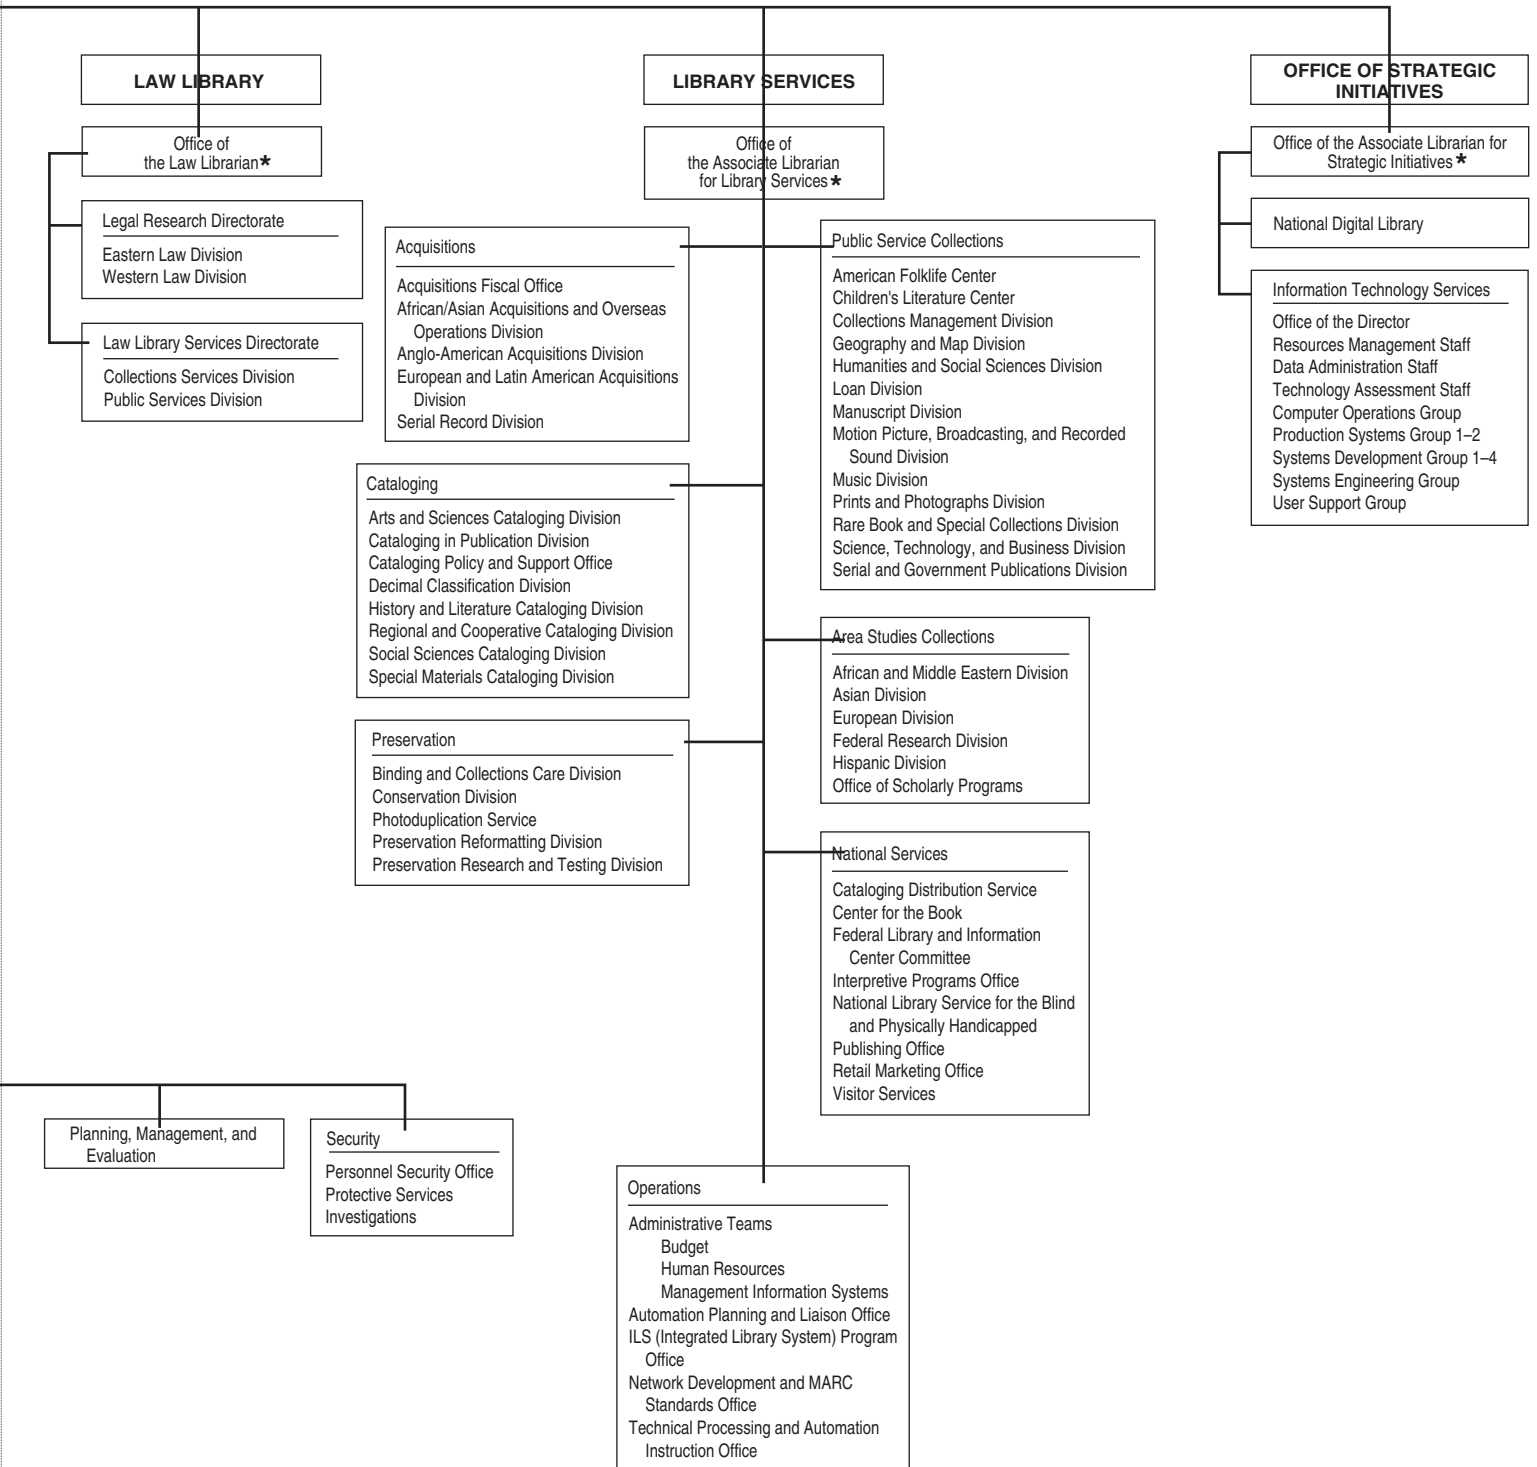 LAW LIBRARY
Office of
the Law Librarian*
Legal Research Directorate
Eastern Law Division
Western Law Division
Law Library Services Directorate
Collections Services Division
Public Services Division
LIBRARY SERVICES
Office of
the Associate Librarian
for Library Services*
Acquisitions
Acquisitions Fiscal Office
African/Asian Acquisitions and Overseas
Operations Division
Anglo-American Acquisitions Division
European and Latin American Acquisitions
Division
Serial Record Division
Cataloging
Arts and Sciences Cataloging Division
Cataloging in Publication Division
Cataloging Policy and Support Office
Decimal Classification Division
History and Literature Cataloging Division
Regional and Cooperative Cataloging Division
Social Sciences Cataloging Division
Special Materials Cataloging Division
Preservation
Binding and Collections Care Division
Conservation Division
Photoduplication Service
Preservation Reformatting Division
Preservation Research and Testing Division
Public Service Collections
American Folklife Center
Children's Literature Center
Collections Management Division
Geography and Map Division
Humanities and Social Sciences Division
Loan Division
Manuscript Division
Motion Picture, Broadcasting, and Recorded
Sound Division
Music Division
Prints and Photographs Division
Rare Book and Special Collections Division
Science, Technology, and Business Division
Serial and Government Publications Division
Area Studies Collections
African and Middle Eastern Division
Asian Division
European Division
Federal Research Division
Hispanic Division
Office of Scholarly Programs
National Services
Cataloging Distribution Service
Center for the Book
Federal Library and Information
Center Committee
Interpretive Programs Office
National Library Service for the Blind
and Physically Handicapped
Publishing Office
Retail Marketing Office
Visitor Services
Operations
Administrative Teams
Budget
Human Resources
Management Information Systems
Automation Planning and Liaison Office
ILS (Integrated Library System) Program
Office
Network Development and MARC
Standards Office
Technical Processing and Automation
Instruction Office
OFFICE OF STRATEGIC
INITIATIVES
Office of the Associate Librarian for
Strategic Initiatives*
National Digital Library
Information Technology Services
Office of the Director
Resources Management Staff
Data Administration Staff
Technology Assessment Staff
Computer Operations Group
Production Systems Group 1–2
Systems Development Group 1–4
Systems Engineering Group
User Support Group
Planning, Management, and
Evaluation
Security
Personnel Security Office
Protective Services
Investigations